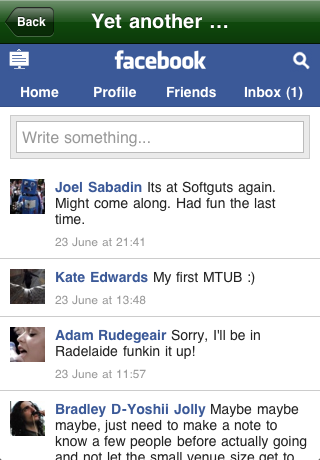 Back
Yet another ...
facebook
Home Profile Friends Inbox (1)
Write something...
Joel Sabadin Its at Softguts again.
Might come along. Had fun the last
time.
23 June at 21:41
Kate Edwards My first MTUB :)
23 June at 13:48
Adam Rudegeair Sorry, I'll be in
Radelaide funkin it up!
23 June at 11:57
Bradley D-Yoshii Jolly Maybe maybe
maybe, just need to make a note to
know a few people before actually going
and not let the small venue size get to